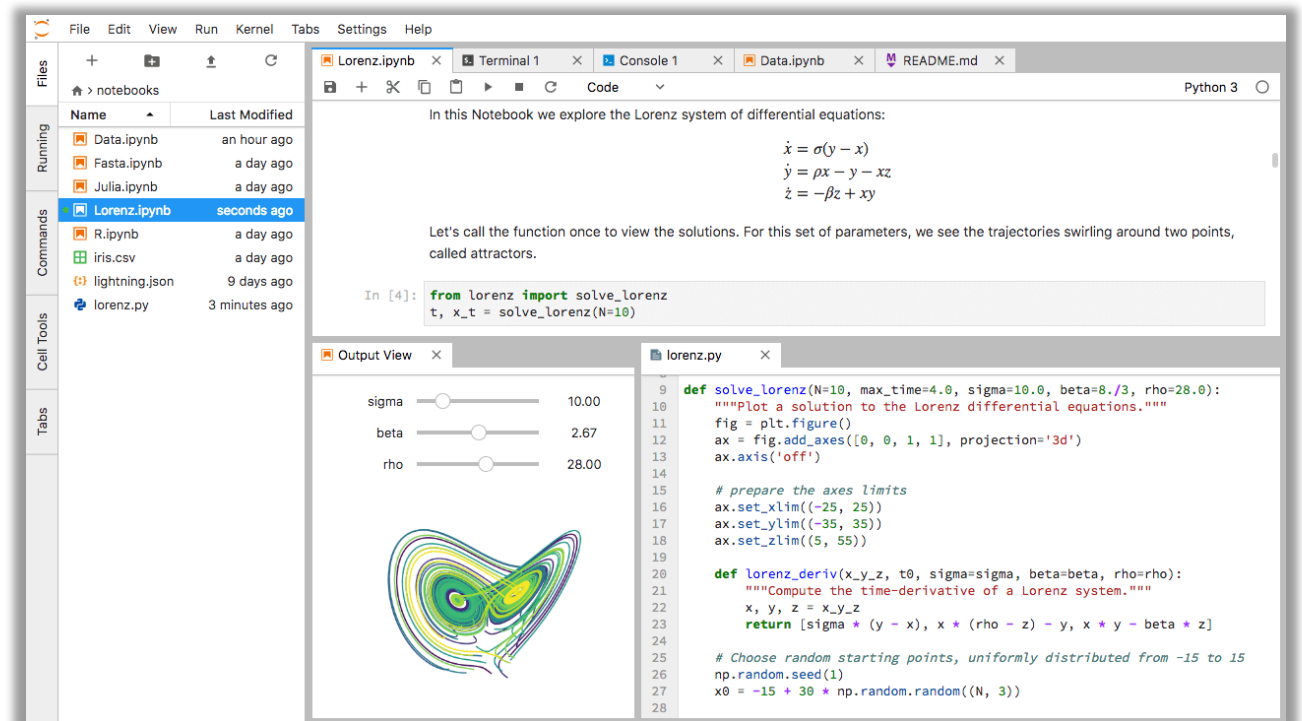 File Edit View Run Kernel Tabs Settings Help
Files
Running
Commands
Cell Tools
Tabs
notebooks
Name Last Modified
Data.ipynb an hour ago
Fasta.ipynb a day ago
Julia.ipynb a day ago
Lorenz.ipynb seconds ago
R.ipynb a day ago
iris.csv a day ago
lightning.json 9 days ago
lorenz.py 3 minutes ago
Lorenz.ipynb Terminal 1 Console 1 Data.ipynb README.md
Code Python 3
In this Notebook we explore the Lorenz system of differential equations:
ẋ = σ(y − x)
ẏ = ρx − y − xz
ż = −βz + xy
Let's call the function once to view the solutions. For this set of parameters, we see the trajectories swirling around two points,
called attractors.
In [4]: from lorenz import solve_lorenz
t, x_t = solve_lorenz(N=10)
Output View
sigma 10.00
beta 2.67
rho 28.00
lorenz.py
9 def solve_lorenz(N=10, max_time=4.0, sigma=10.0, beta=8./3, rho=28.0):
10 """Plot a solution to the Lorenz differential equations."""
11 fig = plt.figure()
12 ax = fig.add_axes([0, 0, 1, 1], projection='3d')
13 ax.axis('off')
14
15 # prepare the axes limits
16 ax.set_xlim((-25, 25))
17 ax.set_ylim((-35, 35))
18 ax.set_zlim((5, 55))
19
20 def lorenz_deriv(x_y_z, t0, sigma=sigma, beta=beta, rho=rho):
21 """Compute the time-derivative of a Lorenz system."""
22 x, y, z = x_y_z
23 return [sigma * (y - x), x * (rho - z) - y, x * y - beta * z]
24
25 # Choose random starting points, uniformly distributed from -15 to 15
26 np.random.seed(1)
27 x0 = -15 + 30 * np.random.random((N, 3))
28